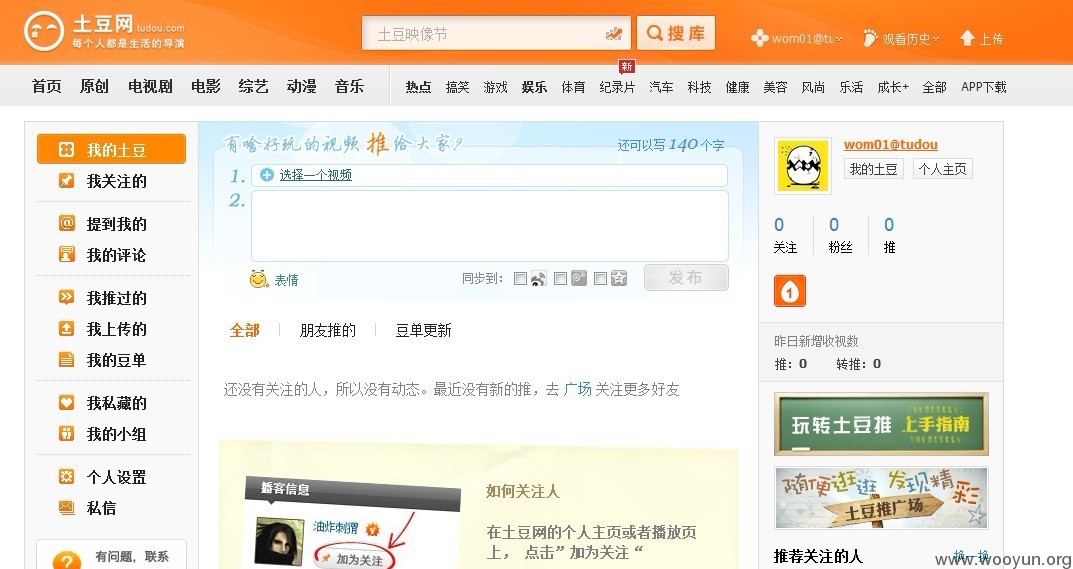 土豆网 tudou.com
每个人都是生活的导演
土豆映像节
搜库
wom01@tu
观看历史
上传
首页 原创 电视剧 电影 综艺 动漫 音乐 热点 搞笑 游戏 娱乐 体育 纪录片 汽车 科技 健康 美容 风尚 乐活 成长+ 全部 APP下载
新
我的土豆
我关注的
提到我的
我的评论
我推过的
我上传的
我的豆单
我私藏的
我的小组
个人设置
私信
有问题，联系
有啥好玩的视频推给大家?
还可以写 140 个字
1. 选择一个视频
2.
表情
同步到：
发布
全部 朋友推的 豆单更新
还没有关注的人，所以没有动态。最近没有新的推，去 广场 关注更多好友
播客信息
油炸刺猬
+ 加为关注
如何关注人
在土豆网的个人主页或者播放页
上， 点击”加为关注“
wom01@tudou
我的土豆 个人主页
0 0 0
关注 粉丝 推
1
昨日新增收视数
推：0 转推：0
玩转土豆推 上手指南
随便逛逛 发现精彩
土豆推广场
推荐关注的人 换一换
www.wooyun.org